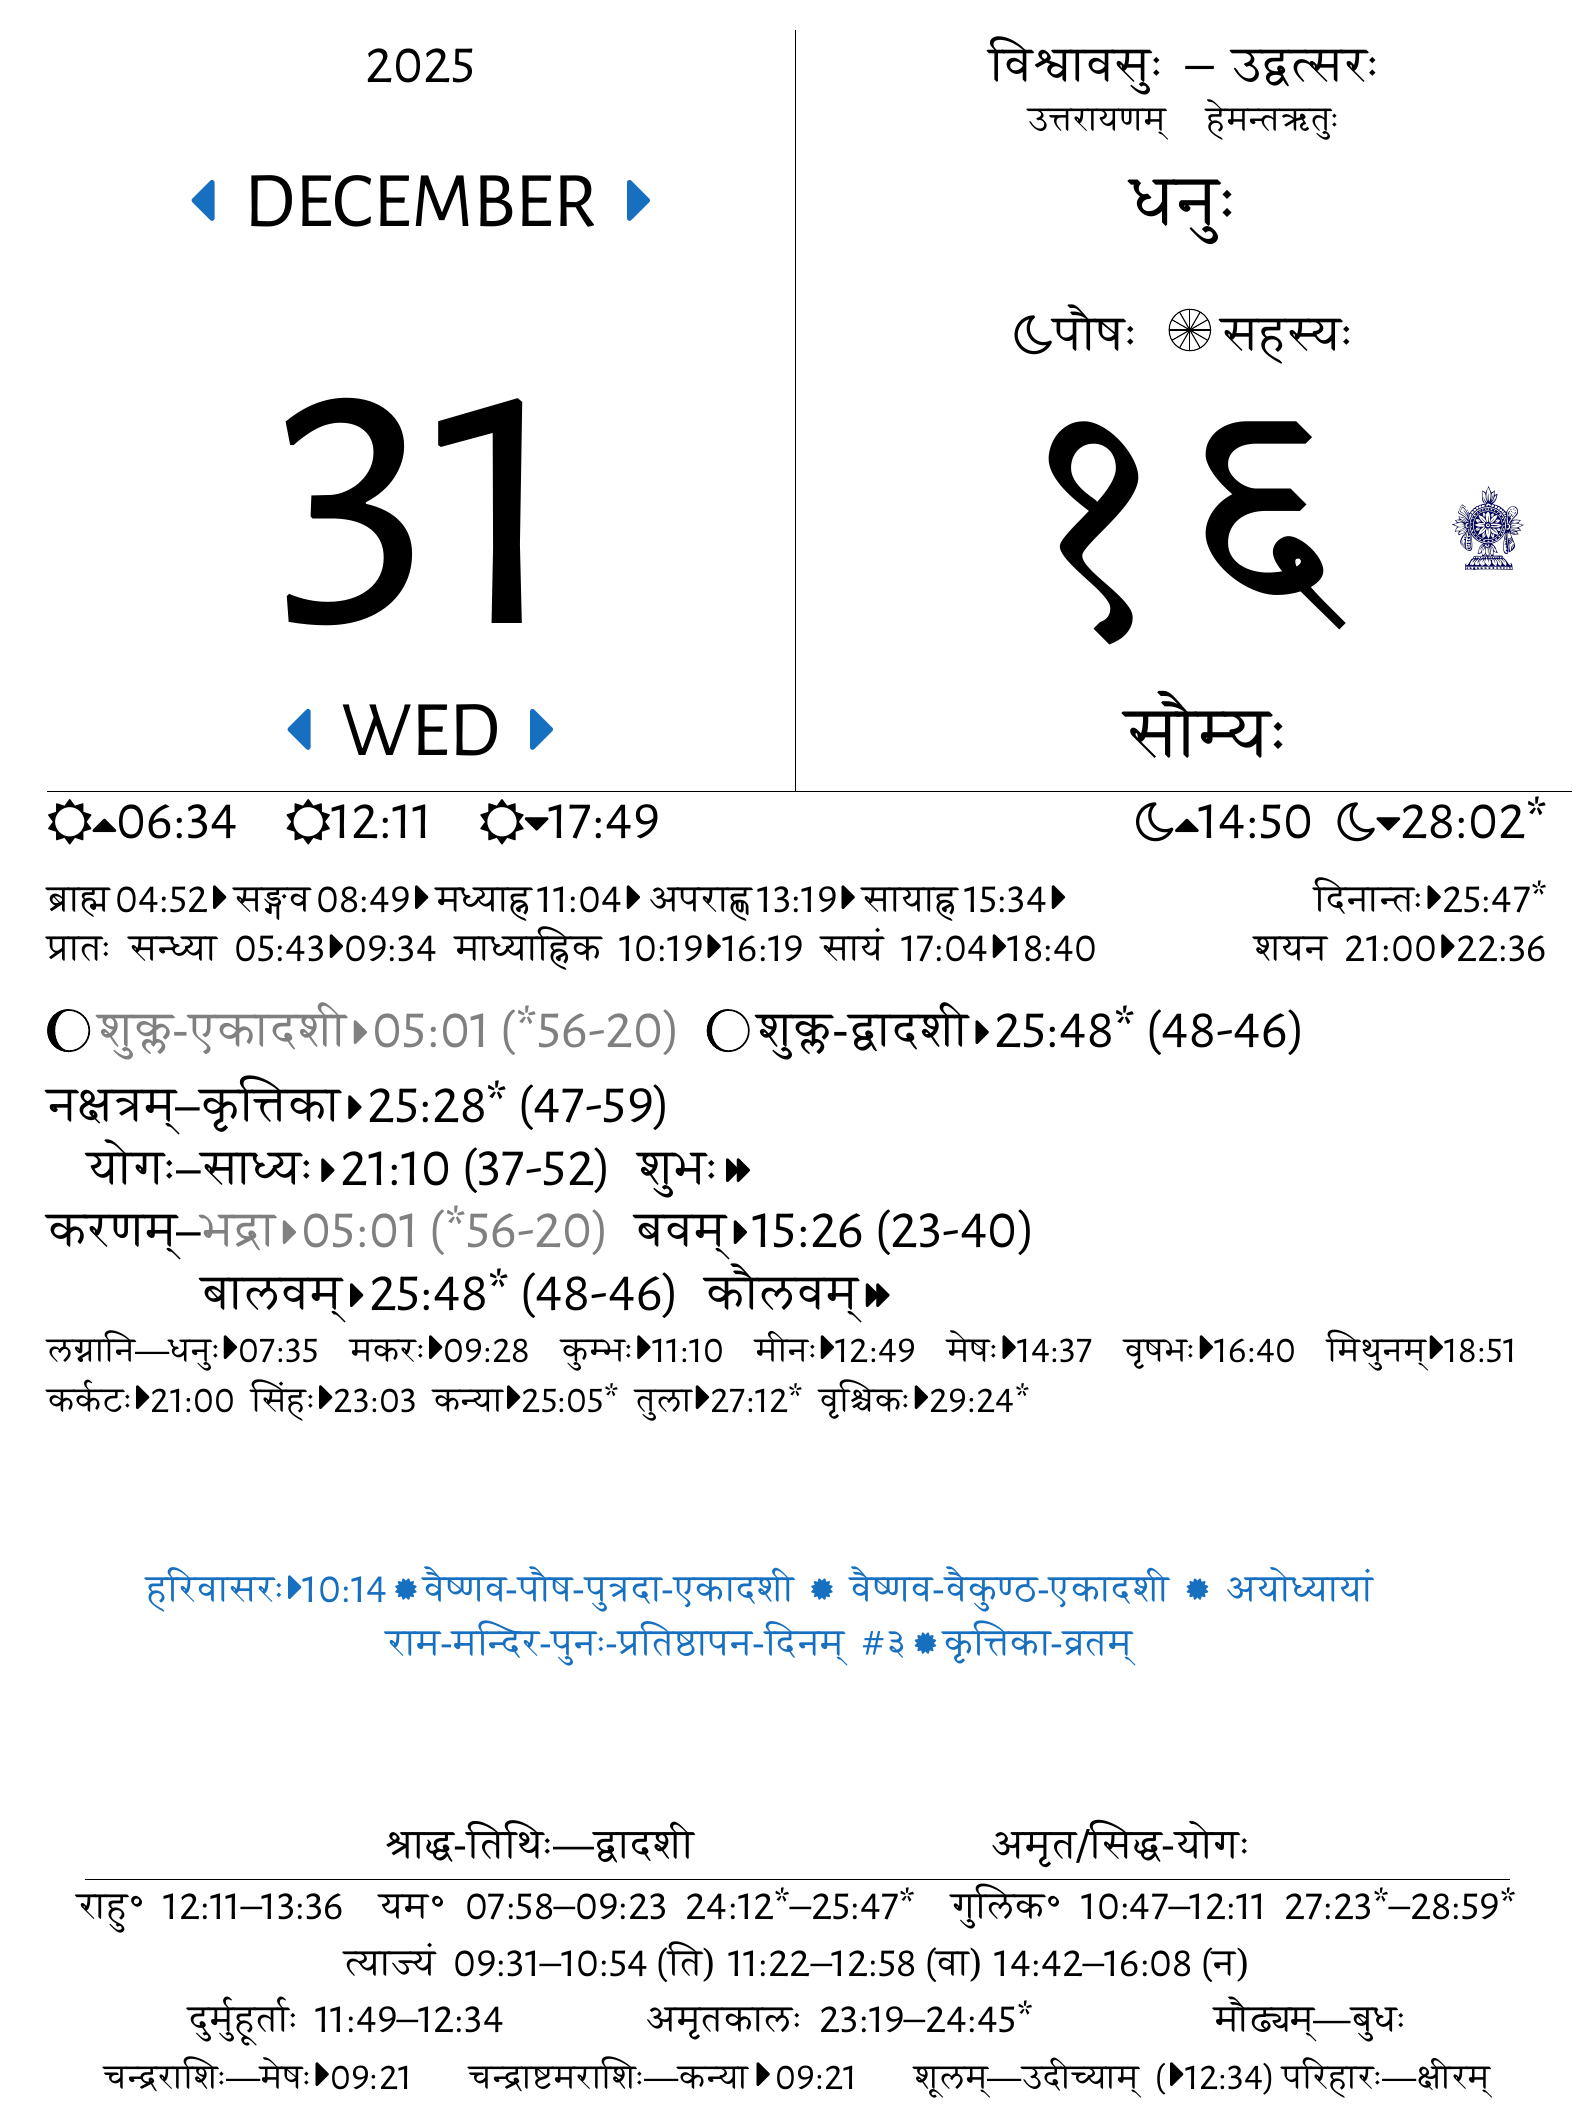 2025
DECEMBER
31
WED
विश्वावसुः – उद्वत्सरः
उत्तरायणम् हेमन्तऋतुः
धनुः
पौषः सहस्यः
१६
सौम्यः
06:34 12:11 17:49 14:50 28:02*
ब्राह्म 04:52 सङ्गव 08:49 मध्याह्न 11:04 अपराह्ण 13:19 सायाह्न 15:34 दिनान्तः 25:47*
प्रातः सन्ध्या 05:43 09:34 माध्याह्निक 10:19 16:19 सायं 17:04 18:40 शयन 21:00 22:36
शुक्ल-एकादशी 05:01 (*56-20) शुक्ल-द्वादशी 25:48* (48-46)
नक्षत्रम्–कृत्तिका 25:28* (47-59)
योगः–साध्यः 21:10 (37-52) शुभः
करणम्–भद्रा 05:01 (*56-20) बवम् 15:26 (23-40)
बालवम् 25:48* (48-46) कौलवम्
लग्नानि—धनुः 07:35 मकरः 09:28 कुम्भः 11:10 मीनः 12:49 मेषः 14:37 वृषभः 16:40 मिथुनम् 18:51
कर्कटः 21:00 सिंहः 23:03 कन्या 25:05* तुला 27:12* वृश्चिकः 29:24*
हरिवासरः 10:14 वैष्णव-पौष-पुत्रदा-एकादशी वैष्णव-वैकुण्ठ-एकादशी अयोध्यायां
राम-मन्दिर-पुनः-प्रतिष्ठापन-दिनम् #३ कृत्तिका-व्रतम्
श्राद्ध-तिथिः—द्वादशी अमृत/सिद्ध-योगः
राहु॰ 12:11–13:36 यम॰ 07:58–09:23 24:12*–25:47* गुलिक॰ 10:47–12:11 27:23*–28:59*
त्याज्यं 09:31–10:54 (ति) 11:22–12:58 (वा) 14:42–16:08 (न)
दुर्मुहूर्ताः 11:49–12:34 अमृतकालः 23:19–24:45* मौढ्यम्—बुधः
चन्द्रराशिः—मेषः 09:21 चन्द्राष्टमराशिः—कन्या 09:21 शूलम्—उदीच्याम् (12:34) परिहारः—क्षीरम्